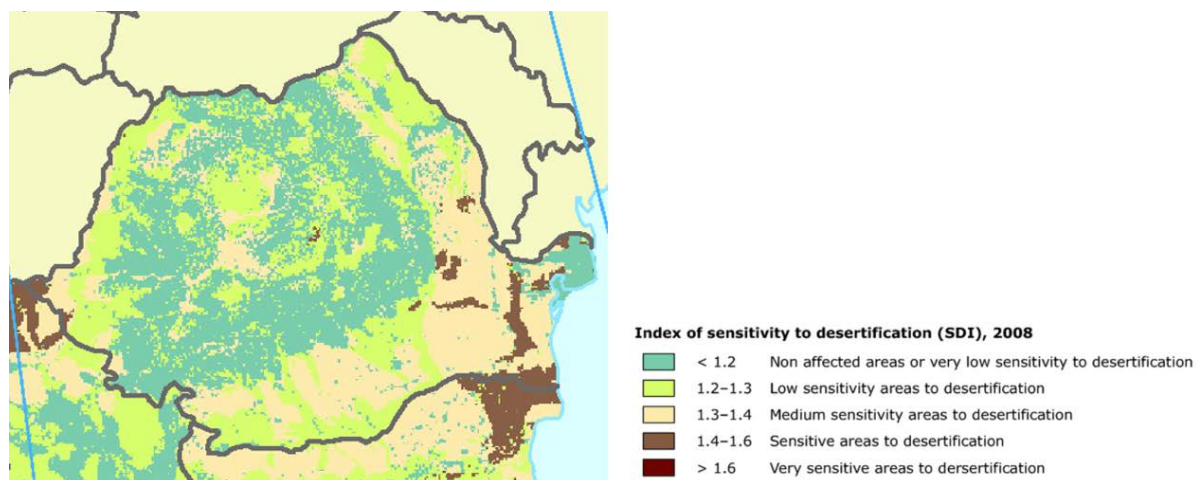 Index of sensitivity to desertification (SDI), 2008
< 1.2 Non affected areas or very low sensitivity to desertification
1.2–1.3 Low sensitivity areas to desertification
1.3–1.4 Medium sensitivity areas to desertification
1.4–1.6 Sensitive areas to desertification
> 1.6 Very sensitive areas to dersertification